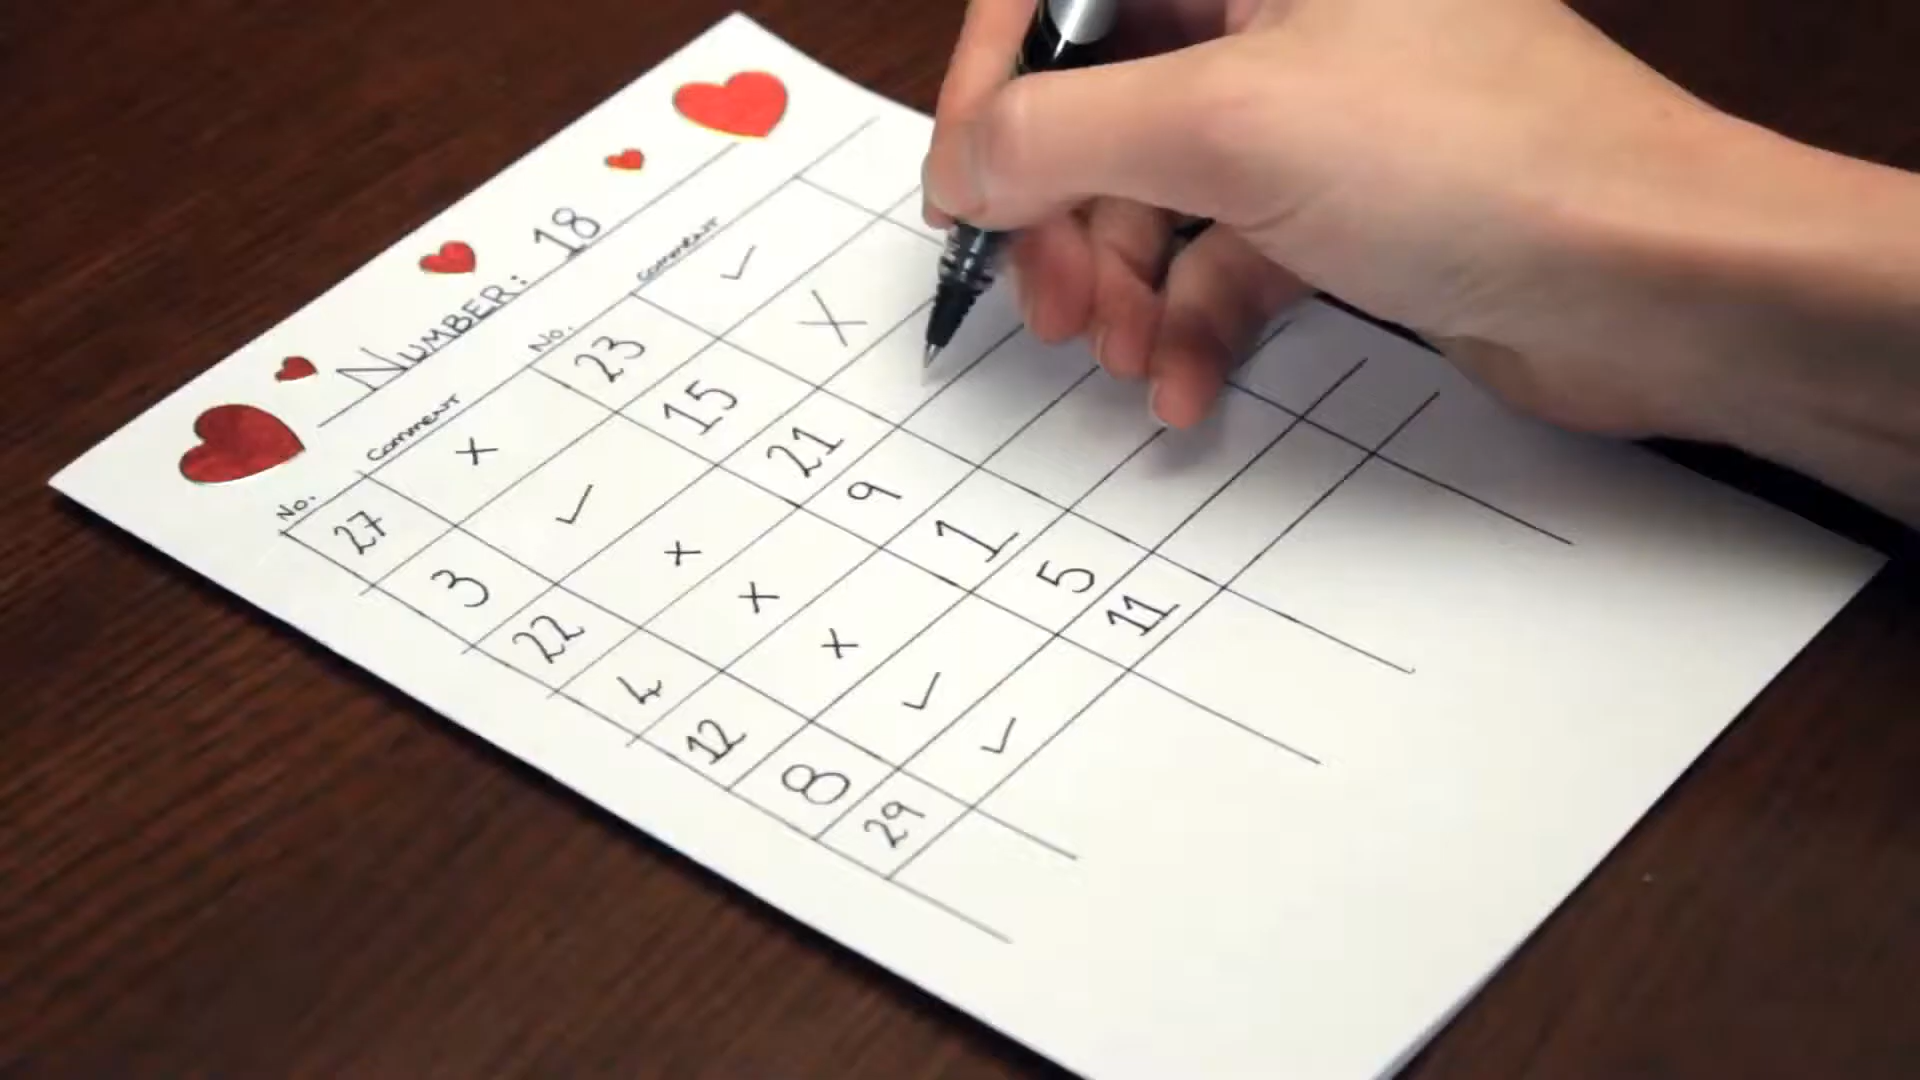 NUMBER: 18
No. Comment No. Comment
27 x 23 ✓
3 ✓ 15 X
22 x 21
4 x 9
12 x 1
8 ✓ 5
29 ✓ 11